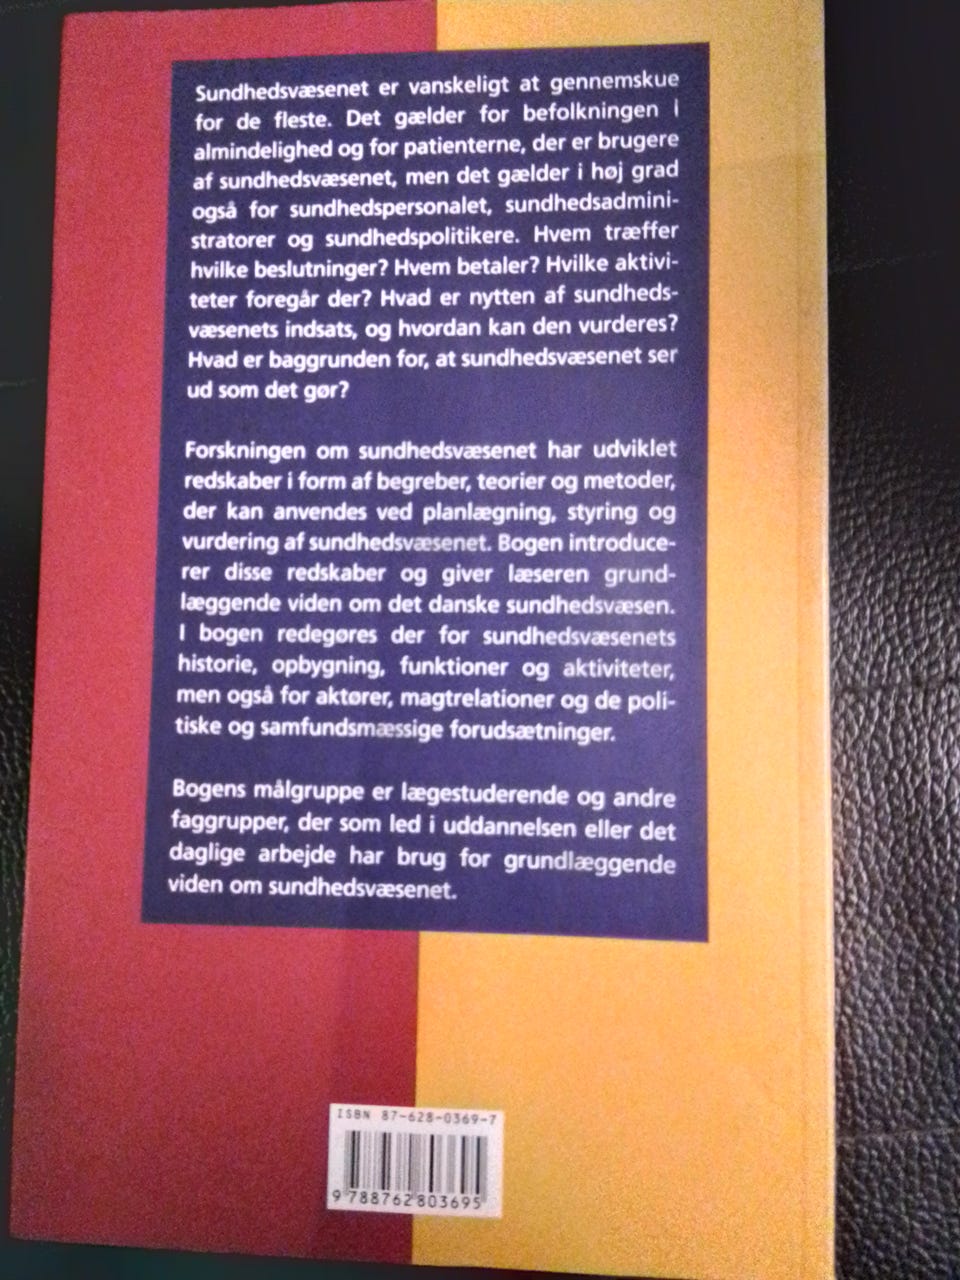 Sundhedsvæsenet er vanskeligt at gennemskue
for de fleste. Det gælder for befolkningen i
almindelighed og for patienterne, der er brugere
af sundhedsvæsenet, men det gælder i høj grad
også for sundhedspersonalet, sundhedsadmini-
stratorer og sundhedspolitikere. Hvem træffer
hvilke beslutninger? Hvem betaler? Hvilke aktivi-
teter foregår der? Hvad er nytten af sundheds-
væsenets indsats, og hvordan kan den vurderes?
Hvad er baggrunden for, at sundhedsvæsenet ser
ud som det gør?
Forskningen om sundhedsvæsenet har udviklet
redskaber i form af begreber, teorier og metoder,
der kan anvendes ved planlægning, styring og
vurdering af sundhedsvæsenet. Bogen introduce-
rer disse redskaber og giver læseren grund-
læggende viden om det danske sundhedsvæsen.
I bogen redegøres der for sundhedsvæsenets
historie, opbygning, funktioner og aktiviteter,
men også for aktører, magtrelationer og de poli-
tiske og samfundsmæssige forudsætninger.
Bogens målgruppe er lægestuderende og andre
faggrupper, der som led i uddannelsen eller det
daglige arbejde har brug for grundlæggende
viden om sundhedsvæsenet.
ISBN 87-628-0369-7
9 788762 803695